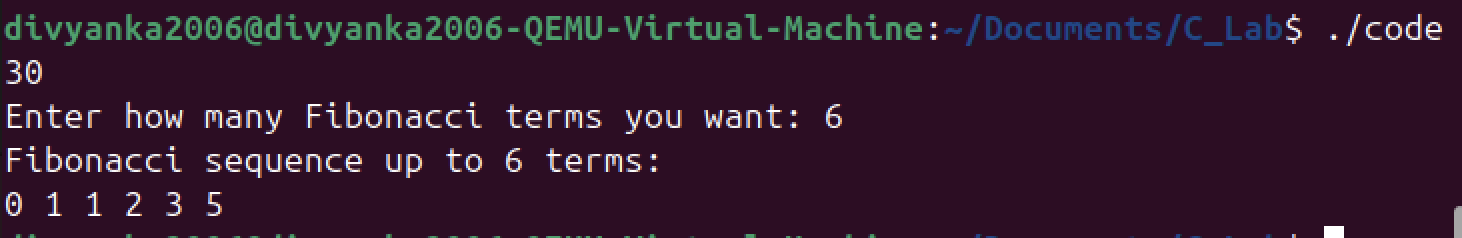 divyanka2006@divyanka2006-QEMU-Virtual-Machine:~/Documents/C_Lab$ ./code
30
Enter how many Fibonacci terms you want: 6
Fibonacci sequence up to 6 terms:
0 1 1 2 3 5